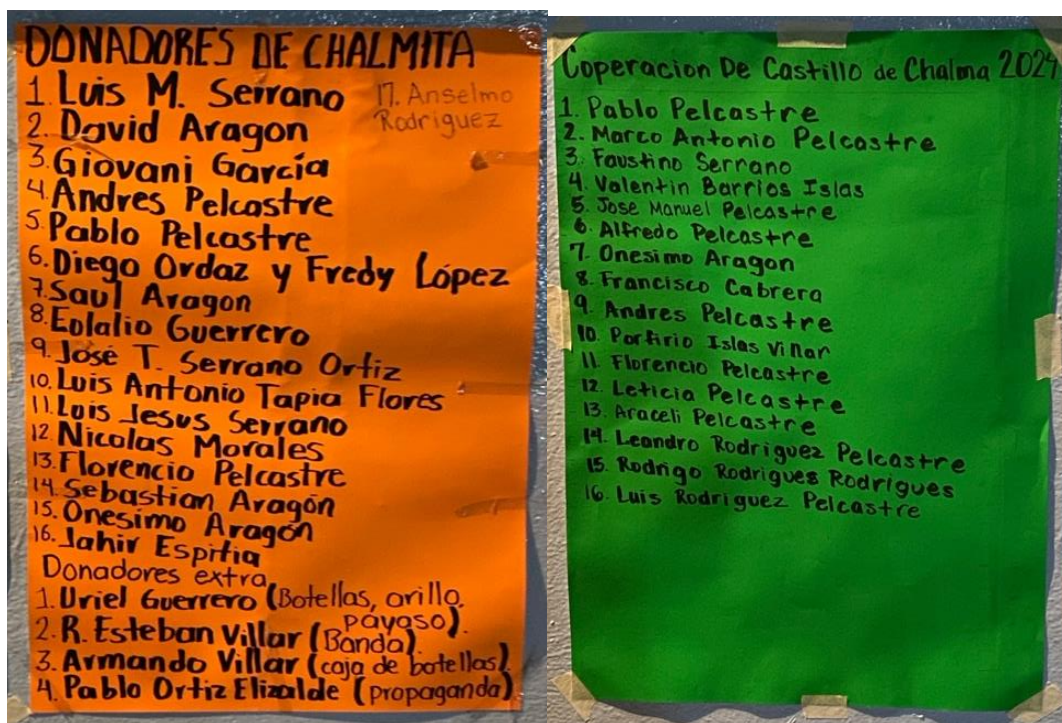 DONADORES DE CHALMITA
1. Luis M. Serrano
17. Anselmo
Rodriguez
2. David Aragon
3. Giovani García
4. Andres Pelcastre
5. Pablo Pelcastre
6. Diego Ordaz y Fredy López
7. Saul Aragon
8. Eolalio Guerrero
9. José T. Serrano Ortiz
10. Luis Antonio Tapia Flores
11. Luis Jesus Serrano
12. Nicolas Morales
13. Florencio Pelcastre
14. Sebastian Aragón
15. Onesimo Aragón
16. Jahir Espitia
Donadores extra
1. Uriel Guerrero (Botellas, arillo,
payaso).
2. R. Esteban Villar (Banda).
3. Armando Villar (caja de botellas).
4. Pablo Ortiz Elizalde (propaganda)
Coperacion De Castillo de Chalma 2024
1. Pablo Pelcastre
2. Marco Antonio Pelcastre
3. Faustino Serrano
4. Valentin Barrios Islas
5. Jose Manuel Pelcastre
6. Alfredo Pelcastre
7. Onesimo Aragon
8. Francisco Cabrera
9. Andres Pelcastre
10. Porfirio Islas Villar
11. Florencio Pelcastre
12. Leticia Pelcastre
13. Araceli Pelcastre
14. Leandro Rodriguez Pelcastre
15. Rodrigo Rodrigues Rodrigues
16. Luis Rodriguez Pelcastre